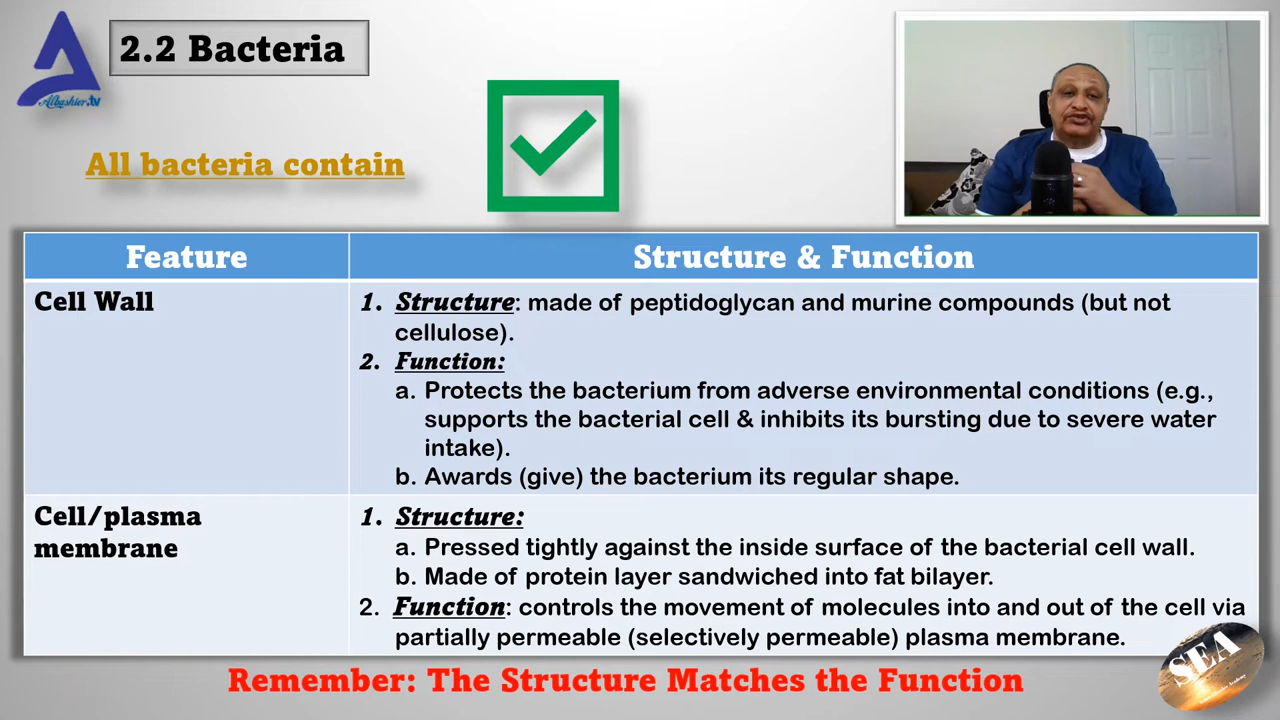 2.2 Bacteria
Albashier.tv
All bacteria contain
Feature
Structure & Function
Cell Wall
1. Structure: made of peptidoglycan and murine compounds (but not
cellulose).
2. Function:
a. Protects the bacterium from adverse environmental conditions (e.g.,
supports the bacterial cell & inhibits its bursting due to severe water
intake).
b. Awards (give) the bacterium its regular shape.
Cell/plasma
membrane
1. Structure:
a. Pressed tightly against the inside surface of the bacterial cell wall.
b. Made of protein layer sandwiched into fat bilayer.
2. Function: controls the movement of molecules into and out of the cell via
partially permeable (selectively permeable) plasma membrane.
Remember: The Structure Matches the Function
SEA